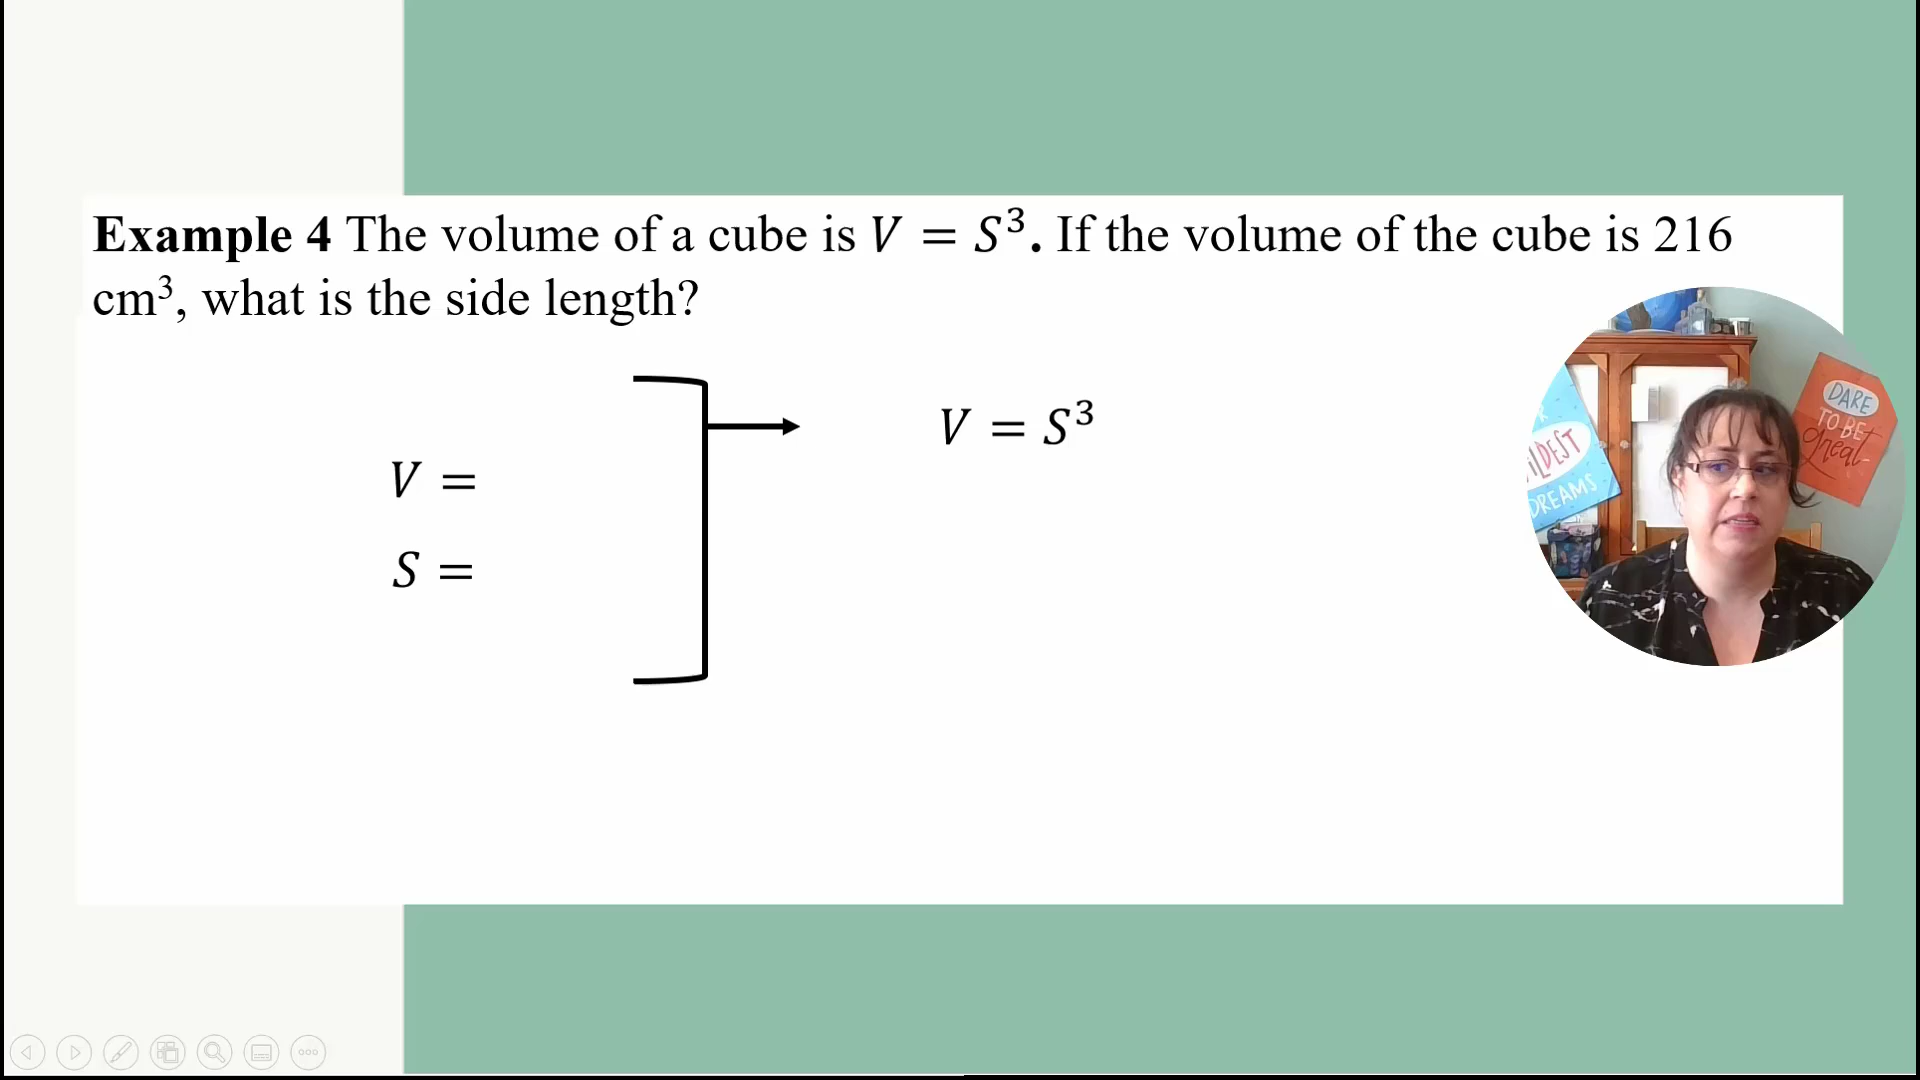 Example 4 The volume of a cube is V = S³. If the volume of the cube is 216
cm³, what is the side length?
V = S³
V =
S =
DARE
TO BE
great
WILDEST
DREAMS